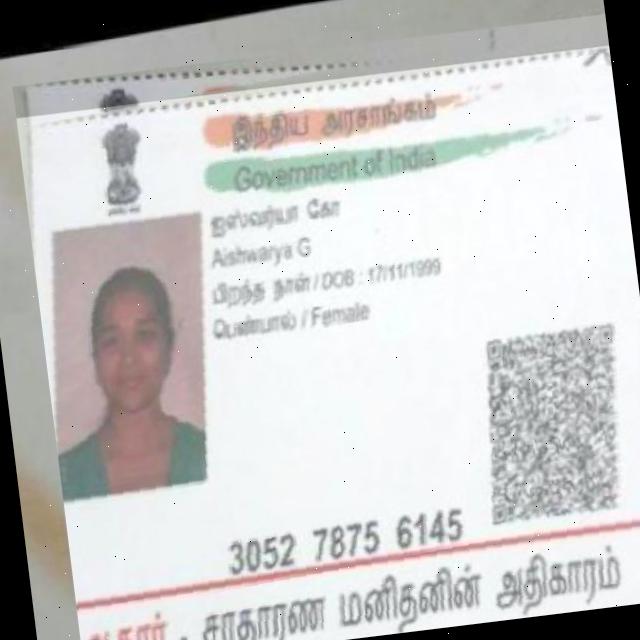 இந்திய அரசாங்கம்
Government of India
ஐஸ்வர்யா கோ
Aishwarya G
பிறந்த நாள் / DOB : 17/11/1999
பெண்பால் / Female
3052 7875 6145
ஆதார் - சாதாரண மனிதனின் அதிகாரம்